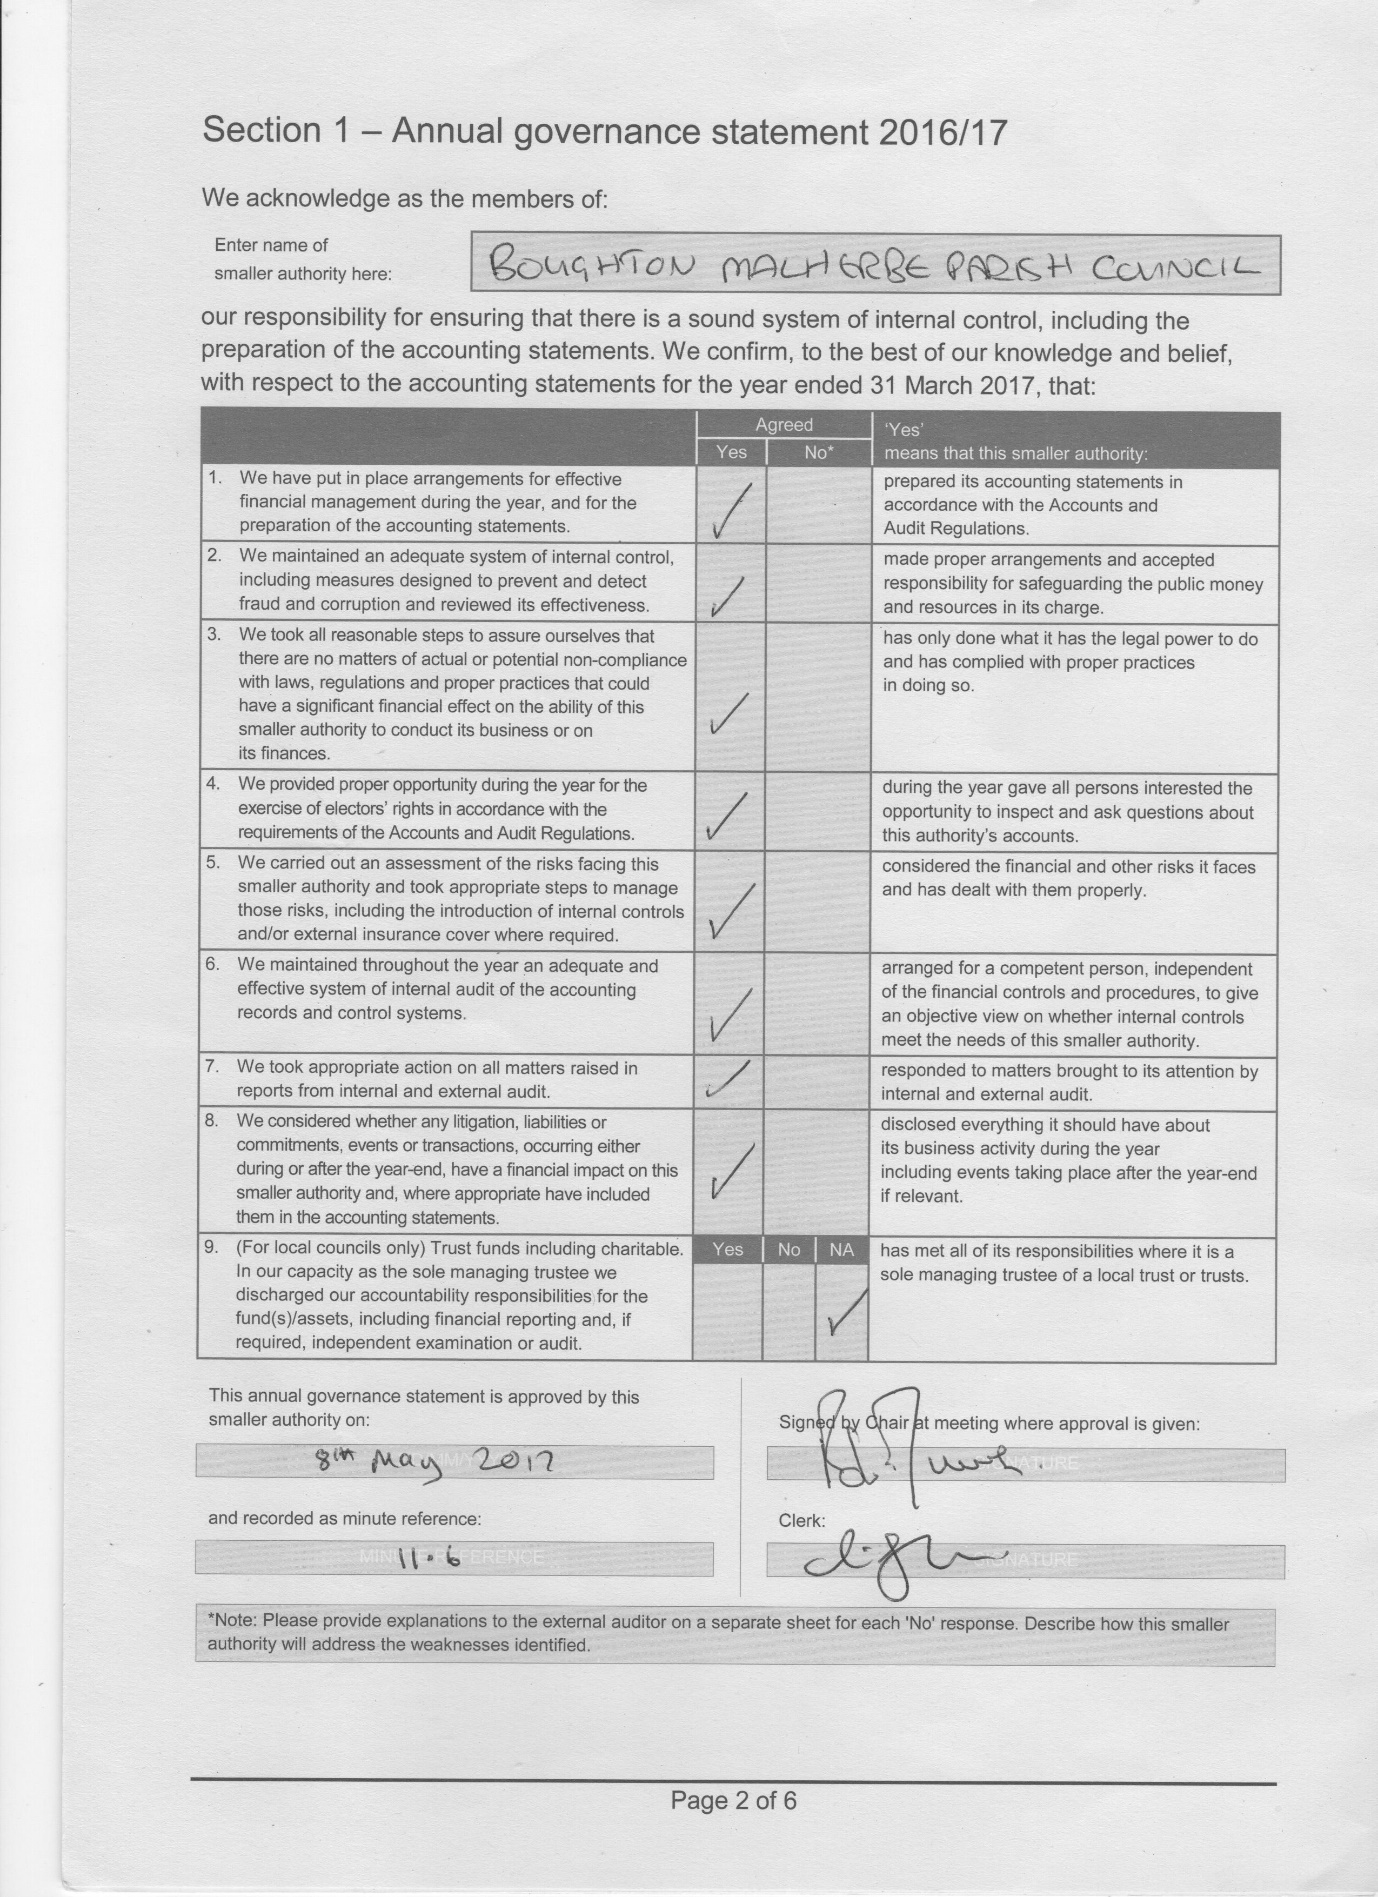 Section 1 – Annual governance statement 2016/17
We acknowledge as the members of:
Enter name of
smaller authority here:
BOUGHTON MALHERBE PARISH COUNCIL
our responsibility for ensuring that there is a sound system of internal control, including the
preparation of the accounting statements. We confirm, to the best of our knowledge and belief,
with respect to the accounting statements for the year ended 31 March 2017, that:
Agreed
Yes No*
'Yes'
means that this smaller authority:
1. We have put in place arrangements for effective
financial management during the year, and for the
preparation of the accounting statements.
✓
prepared its accounting statements in
accordance with the Accounts and
Audit Regulations.
2. We maintained an adequate system of internal control,
including measures designed to prevent and detect
fraud and corruption and reviewed its effectiveness.
✓
made proper arrangements and accepted
responsibility for safeguarding the public money
and resources in its charge.
3. We took all reasonable steps to assure ourselves that
there are no matters of actual or potential non-compliance
with laws, regulations and proper practices that could
have a significant financial effect on the ability of this
smaller authority to conduct its business or on
its finances.
✓
has only done what it has the legal power to do
and has complied with proper practices
in doing so.
4. We provided proper opportunity during the year for the
exercise of electors' rights in accordance with the
requirements of the Accounts and Audit Regulations.
✓
during the year gave all persons interested the
opportunity to inspect and ask questions about
this authority's accounts.
5. We carried out an assessment of the risks facing this
smaller authority and took appropriate steps to manage
those risks, including the introduction of internal controls
and/or external insurance cover where required.
✓
considered the financial and other risks it faces
and has dealt with them properly.
6. We maintained throughout the year an adequate and
effective system of internal audit of the accounting
records and control systems.
✓
arranged for a competent person, independent
of the financial controls and procedures, to give
an objective view on whether internal controls
meet the needs of this smaller authority.
7. We took appropriate action on all matters raised in
reports from internal and external audit.
✓
responded to matters brought to its attention by
internal and external audit.
8. We considered whether any litigation, liabilities or
commitments, events or transactions, occurring either
during or after the year-end, have a financial impact on this
smaller authority and, where appropriate have included
them in the accounting statements.
✓
disclosed everything it should have about
its business activity during the year
including events taking place after the year-end
if relevant.
9. (For local councils only) Trust funds including charitable.
In our capacity as the sole managing trustee we
discharged our accountability responsibilities for the
fund(s)/assets, including financial reporting and, if
required, independent examination or audit.
Yes No NA
✓
has met all of its responsibilities where it is a
sole managing trustee of a local trust or trusts.
This annual governance statement is approved by this
smaller authority on:
8th May 2017
and recorded as minute reference:
11.6
Signed by Chair at meeting where approval is given:
Clerk:
SIGNATURE
*Note: Please provide explanations to the external auditor on a separate sheet for each 'No' response. Describe how this smaller
authority will address the weaknesses identified.
Page 2 of 6